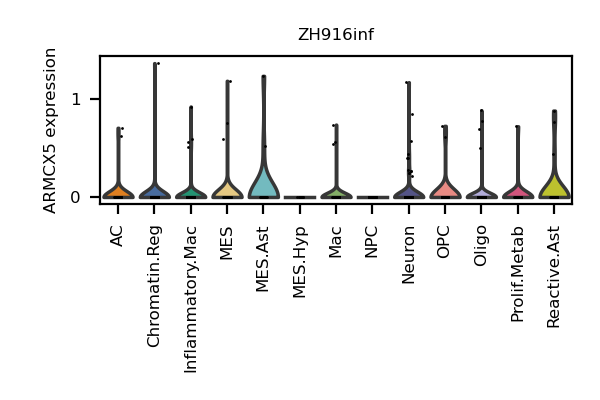 ZH916inf
ARMCX5 expression
1
0
AC
Chromatin.Reg
Inflammatory.Mac
MES
MES.Ast
MES.Hyp
Mac
NPC
Neuron
OPC
Oligo
Prolif.Metab
Reactive.Ast